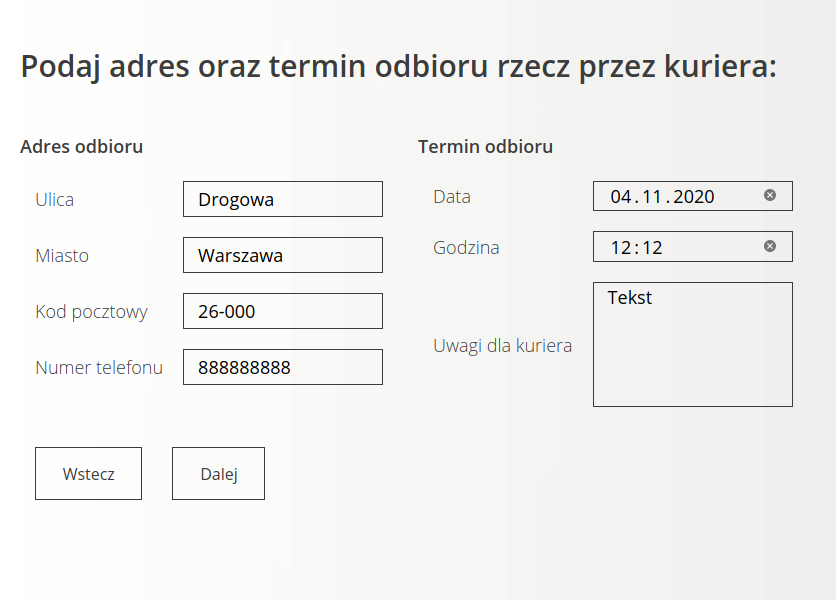 Podaj adres oraz termin odbioru rzecz przez kuriera:
Adres odbioru
Ulica Drogowa
Miasto Warszawa
Kod pocztowy 26-000
Numer telefonu 888888888
Termin odbioru
Data 04.11.2020
Godzina 12:12
Uwagi dla kuriera Tekst
Wstecz Dalej